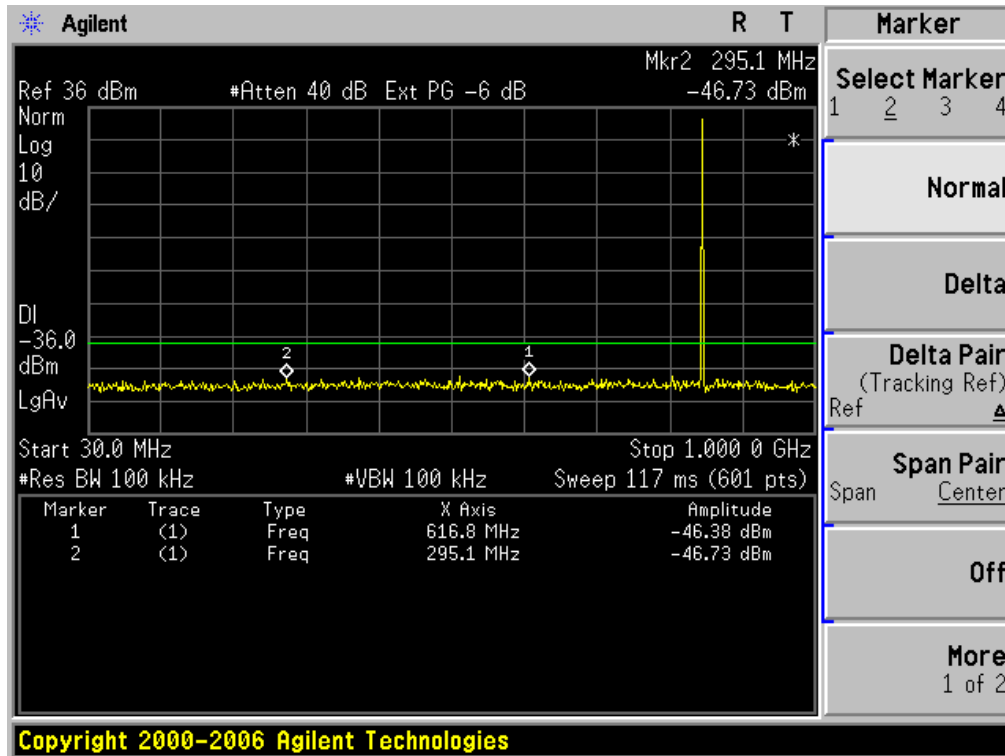 Agilent
R T
Marker
Mkr2 295.1 MHz
Ref 36 dBm #Atten 40 dB Ext PG -6 dB -46.73 dBm
Norm
Log
10
dB/
*
DI
-36.0
dBm
LgAv
2
1
Start 30.0 MHz Stop 1.000 0 GHz
#Res BW 100 kHz #VBW 100 kHz Sweep 117 ms (601 pts)
Marker Trace Type X Axis Amplitude
1 (1) Freq 616.8 MHz -46.38 dBm
2 (1) Freq 295.1 MHz -46.73 dBm
Select Marker
1 2 3 4
Normal
Delta
Delta Pair
(Tracking Ref)
Ref Δ
Span Pair
Span Center
Off
More
1 of 2
Copyright 2000-2006 Agilent Technologies